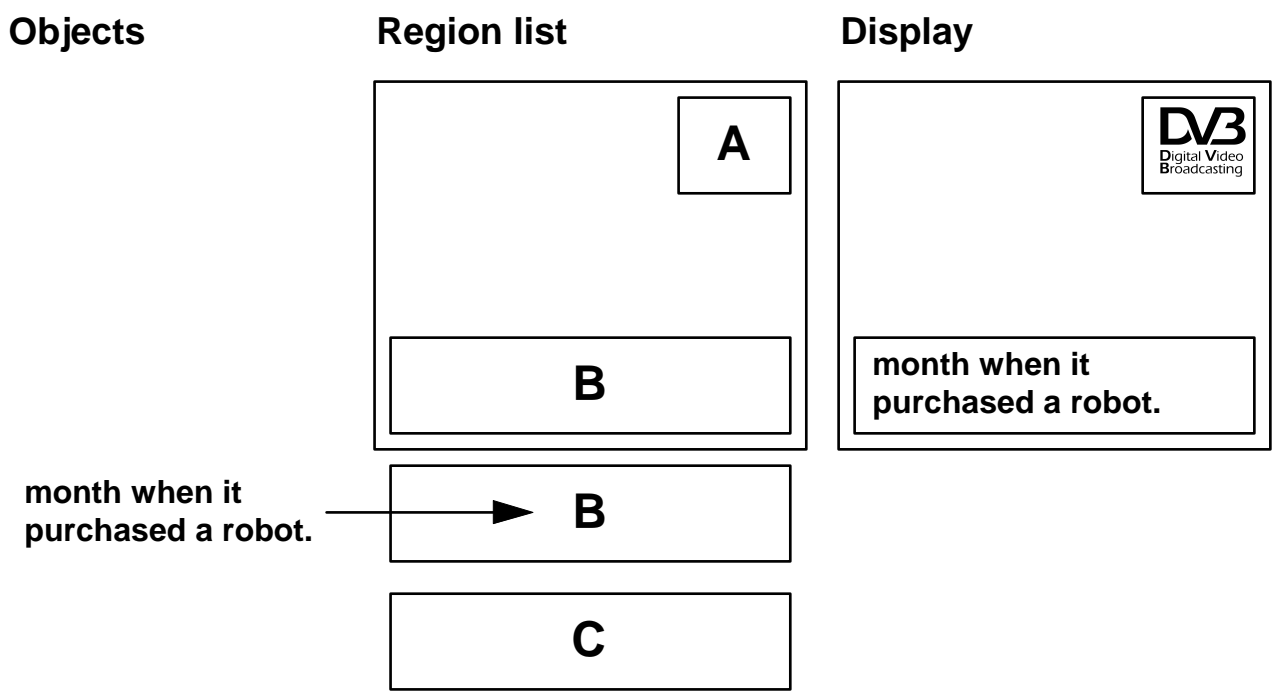 Objects
Region list
Display
A
DVB
Digital Video
Broadcasting
B
month when it
purchased a robot.
month when it
purchased a robot.
B
C